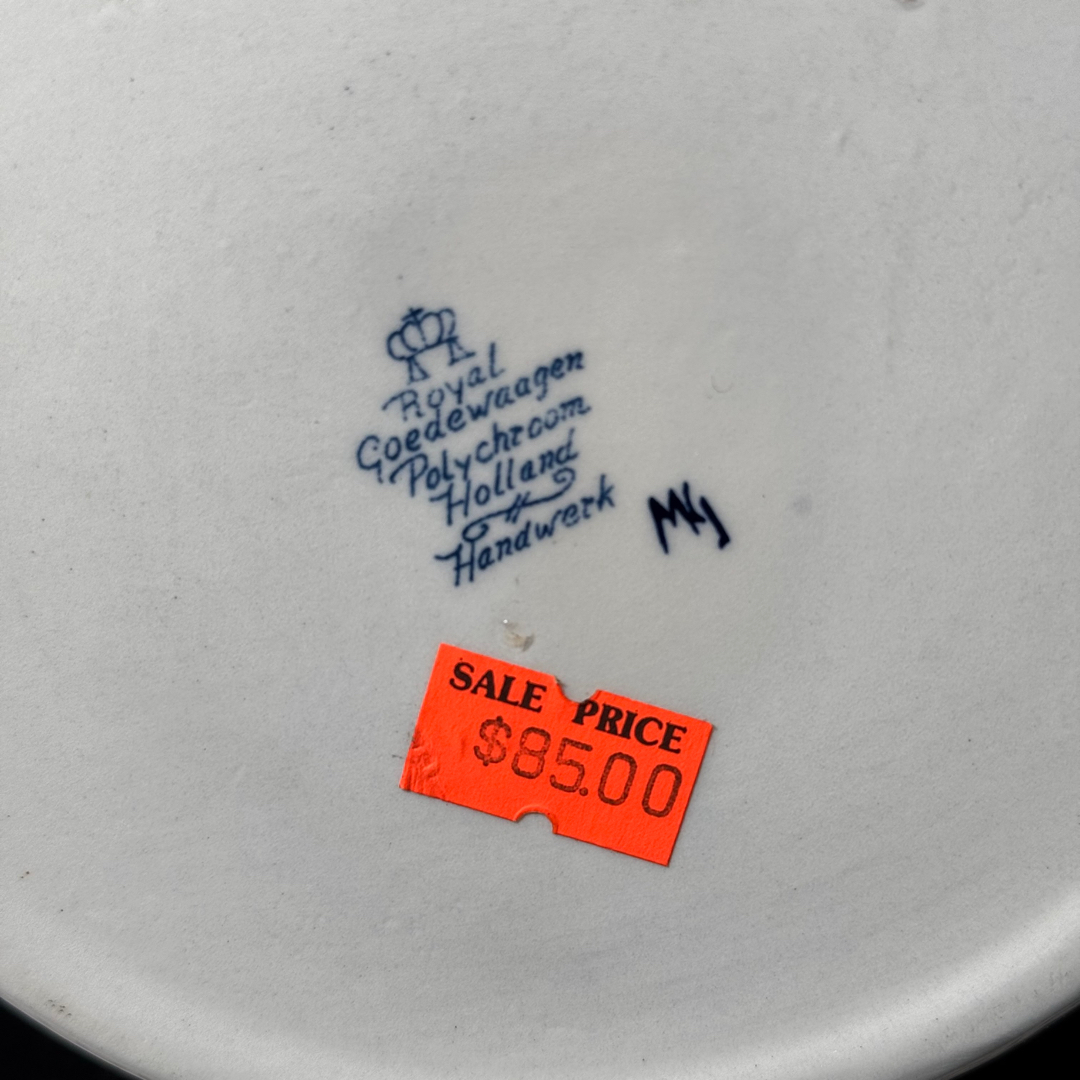 Royal
Goedewaagen
Polychroom
Holland
Handwerk
SALE PRICE
$85.00